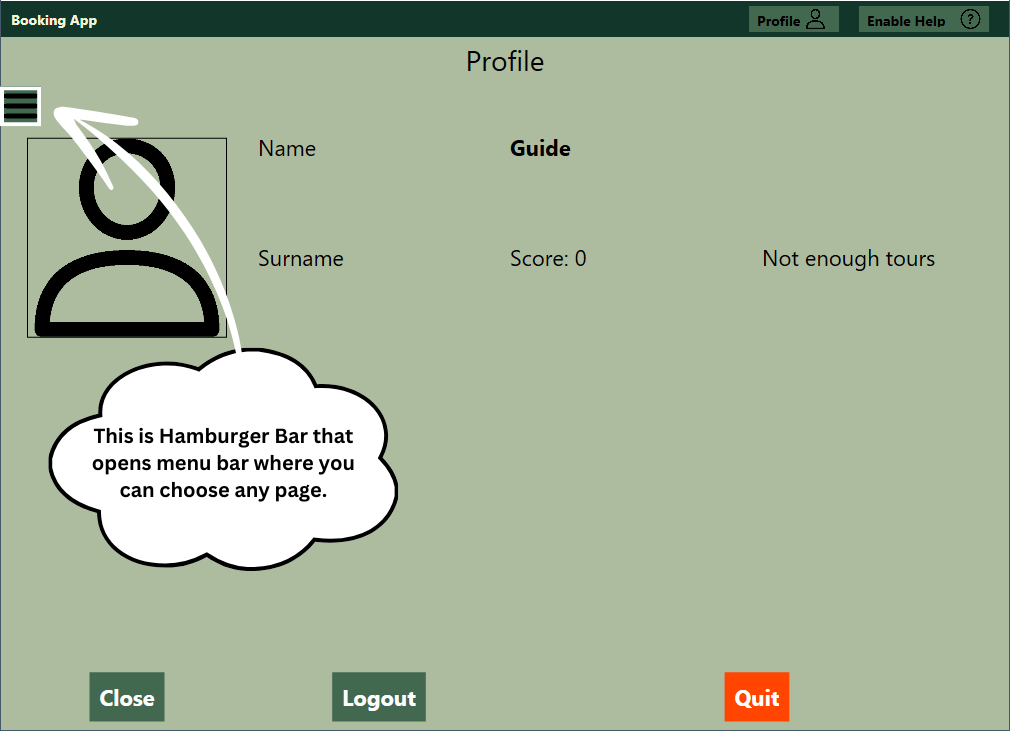 Booking App
Profile
Enable Help ?
Profile
Name
Guide
Surname
Score: 0
Not enough tours
This is Hamburger Bar that
opens menu bar where you
can choose any page.
Close
Logout
Quit